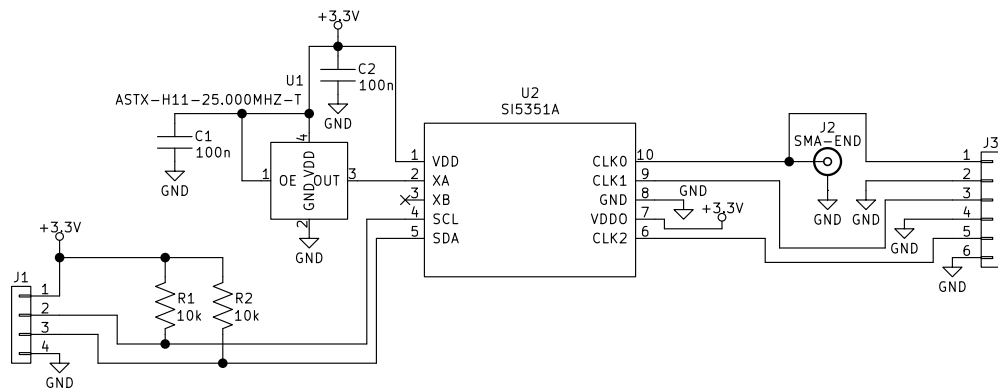 +3.3V
C2
100n
GND
U1
ASTX-H11-25.000MHZ-T
C1
100n
GND
4
VDD
1
OE
OUT
3
GND
2
GND
U2
SI5351A
1
VDD
2
XA
3
XB
4
SCL
5
SDA
CLK0
10
CLK1
9
GND
8
VDDO
7
CLK2
6
GND
+3.3V
J2
SMA-END
GND
GND
GND
GND
J3
1
2
3
4
5
6
+3.3V
J1
1
2
3
4
GND
R1
10k
R2
10k